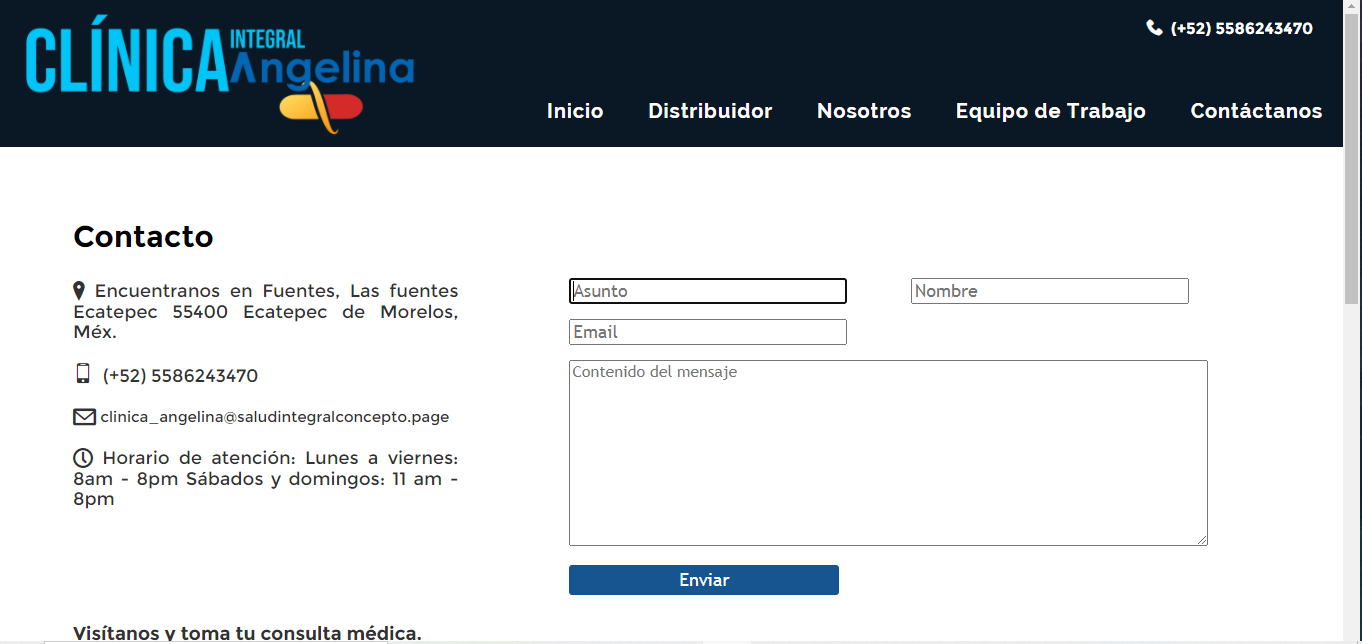 CLÍNICA INTEGRAL
Angelina
(+52) 5586243470
Inicio Distribuidor Nosotros Equipo de Trabajo Contáctanos
Contacto
Encuentranos en Fuentes, Las fuentes
Ecatepec 55400 Ecatepec de Morelos,
Méx.
(+52) 5586243470
clinica_angelina@saludintegralconcepto.page
Horario de atención: Lunes a viernes:
8am - 8pm Sábados y domingos: 11 am -
8pm
Asunto
Nombre
Email
Contenido del mensaje
Enviar
Visítanos y toma tu consulta médica.